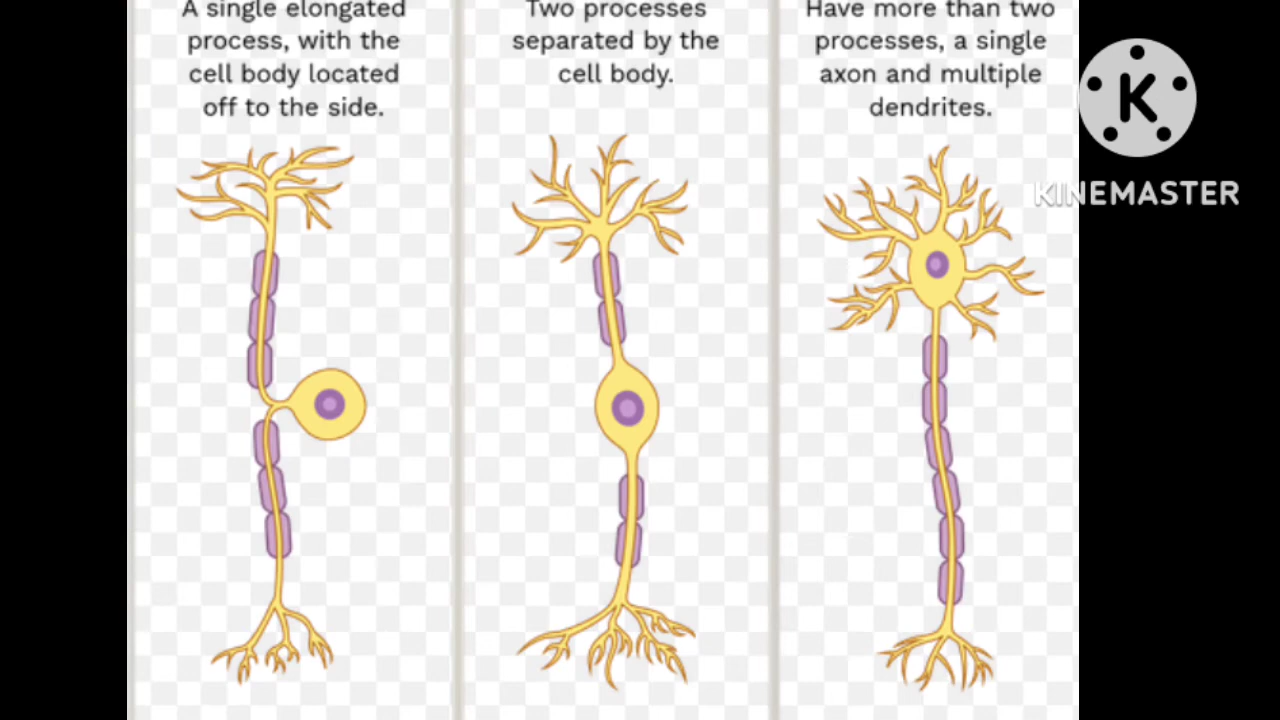 A single elongated
process, with the
cell body located
off to the side.
Two processes
separated by the
cell body.
Have more than two
processes, a single
axon and multiple
dendrites.
K
KINEMASTER